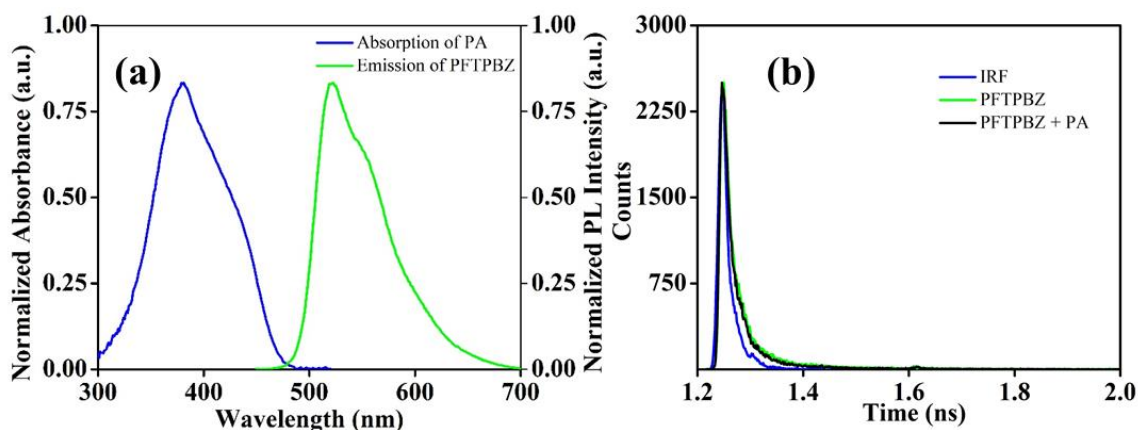 (a)
Absorption of PA
Emission of PFTPBZ
Normalized Absorbance (a.u.)
1.00
0.75
0.50
0.25
0.00
300 400 500 600 700
Wavelength (nm)
1.00
0.75
0.50
0.25
0.00
Normalized PL Intensity (a.u.)
(b)
IRF
PFTPBZ
PFTPBZ + PA
Counts
3000
2250
1500
750
1.2 1.4 1.6 1.8 2.0
Time (ns)